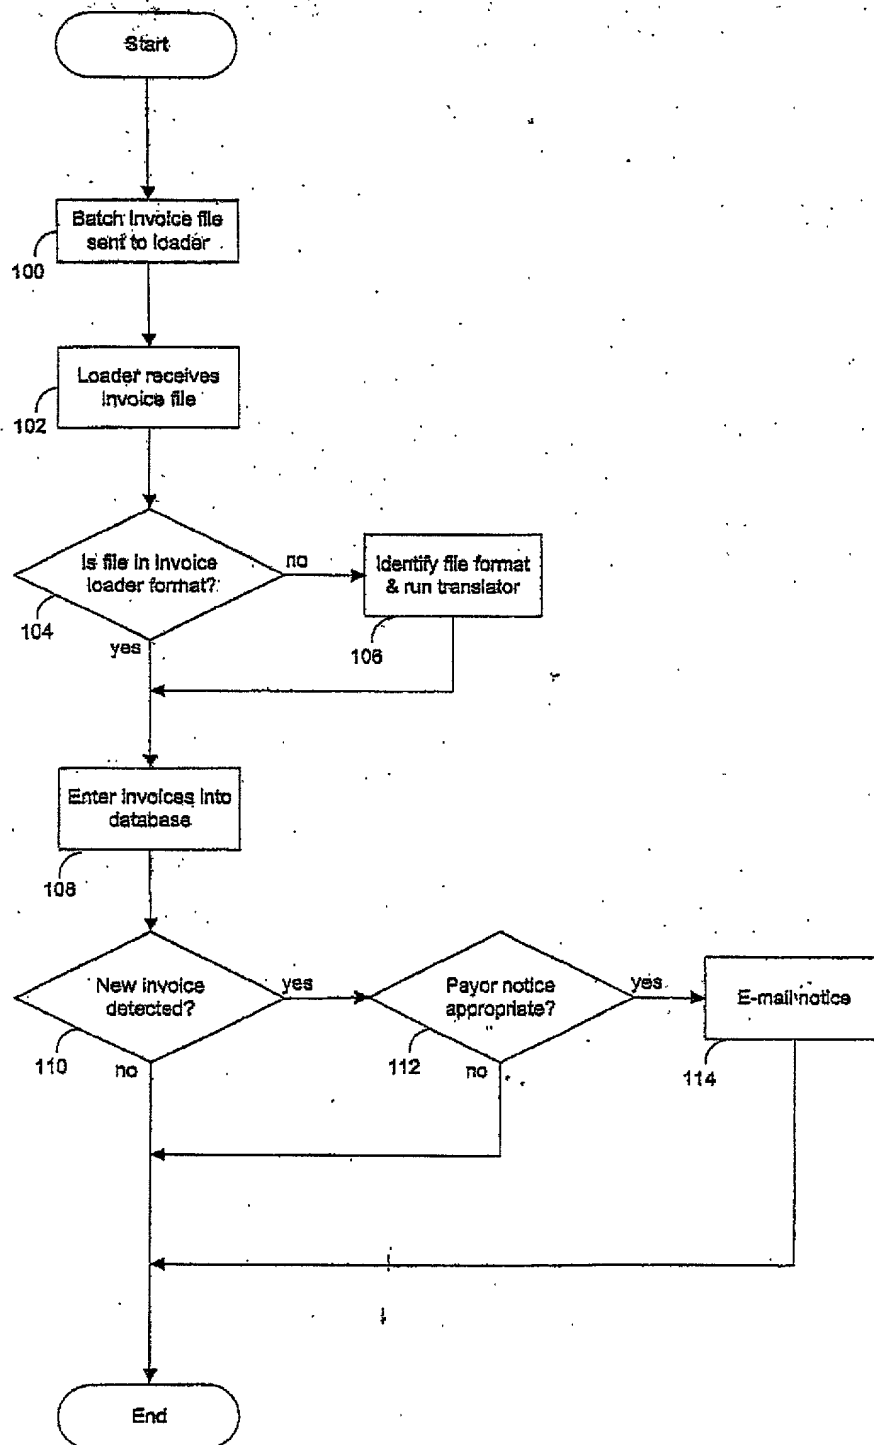 Start
Batch invoice file
sent to loader
100
Loader receives
invoice file
102
Is file in invoice
loader format?
104
no
yes
Identify file format
& run translator
106
Enter invoices into
database
108
New invoice
detected?
110
yes
no
Payor notice
appropriate?
112
yes
no
E-mail notice
114
End